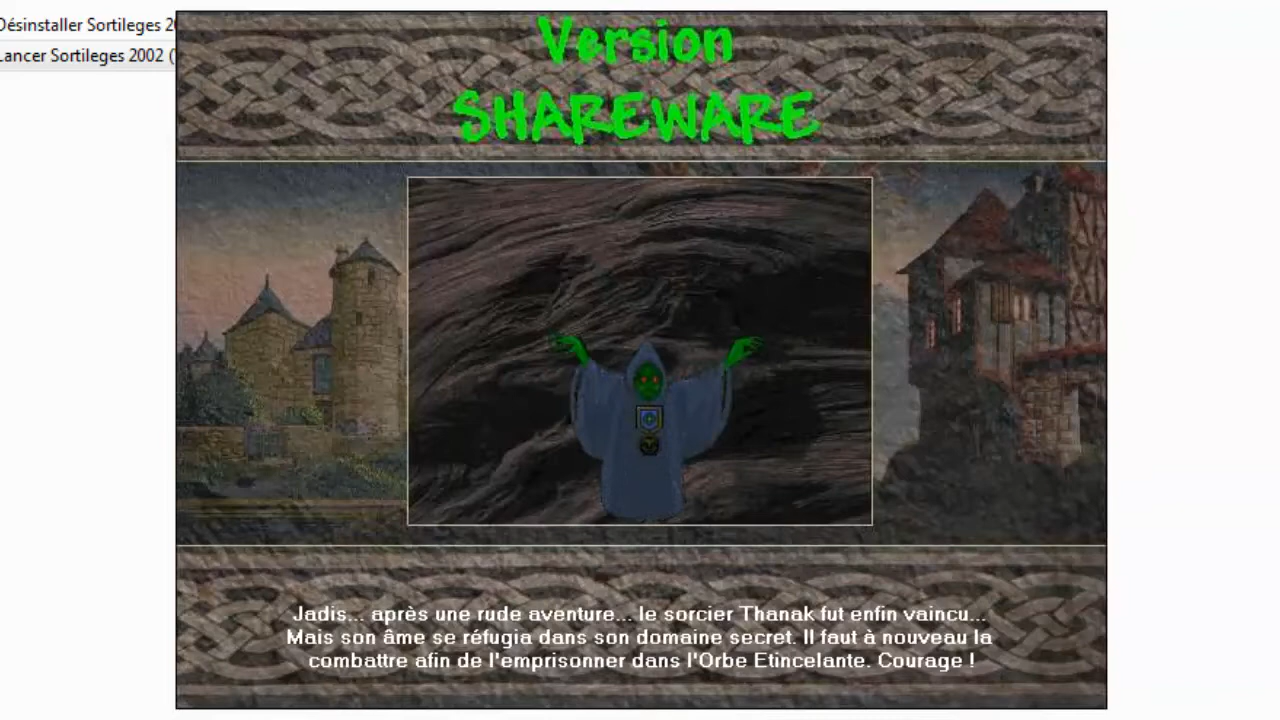 Désinstaller Sortileges 2
Lancer Sortileges 2002 (
Version
SHAREWARE
Jadis... après une rude aventure... le sorcier Thanak fut enfin vaincu...
Mais son âme se réfugia dans son domaine secret. Il faut à nouveau la
combattre afin de l'emprisonner dans l'Orbe Etincelante. Courage !